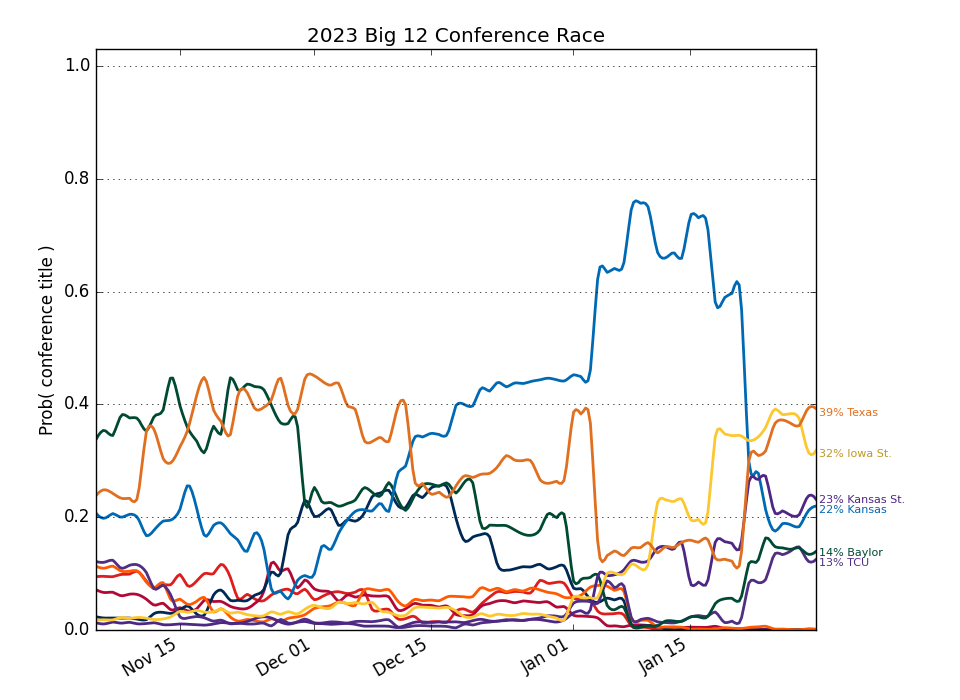 2023 Big 12 Conference Race
1.0
0.8
0.6
0.4
0.2
0.0
Prob( conference title )
39% Texas
32% Iowa St.
23% Kansas St.
22% Kansas
14% Baylor
13% TCU
Nov 15
Dec 01
Dec 15
Jan 01
Jan 15